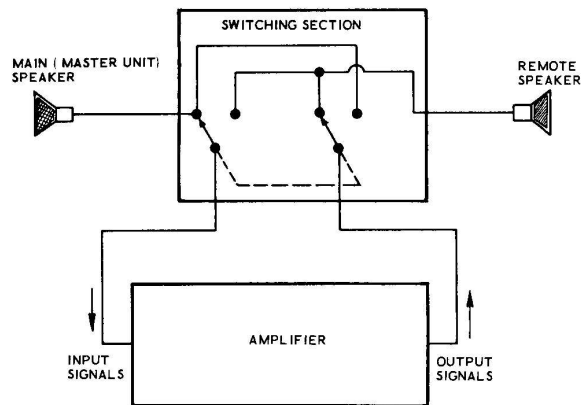 SWITCHING SECTION
MAIN ( MASTER UNIT)
SPEAKER
REMOTE
SPEAKER
AMPLIFIER
INPUT
SIGNALS
OUTPUT
SIGNALS